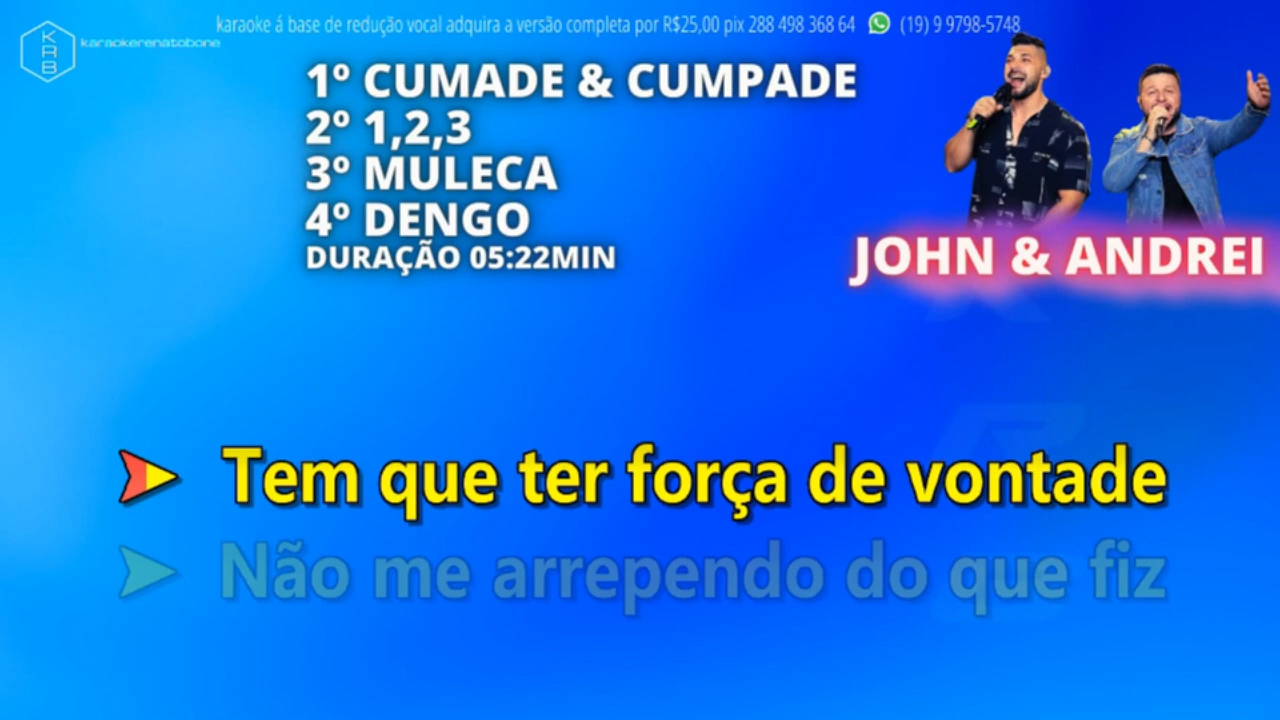 karaoke á base de redução vocal adquira a versão completa por R$25,00 pix 288 498 368 64 (19) 9 9798-5748
KRB
karaokerenatobone
1º CUMADE & CUMPADE
2º 1,2,3
3º MULECA
4º DENGO
DURAÇÃO 05:22MIN
JOHN & ANDREI
Tem que ter força de vontade
Não me arrependo do que fiz